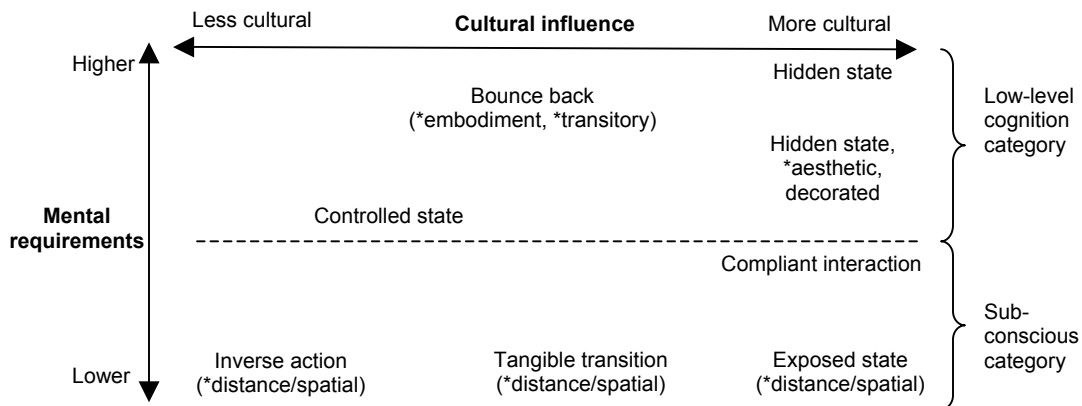 Less cultural
Cultural influence
More cultural
Higher
Hidden state
Bounce back
(*embodiment, *transitory)
Low-level
cognition
category
Hidden state,
*aesthetic,
decorated
Mental
requirements
Controlled state
Compliant interaction
Sub-
conscious
category
Lower
Inverse action
(*distance/spatial)
Tangible transition
(*distance/spatial)
Exposed state
(*distance/spatial)